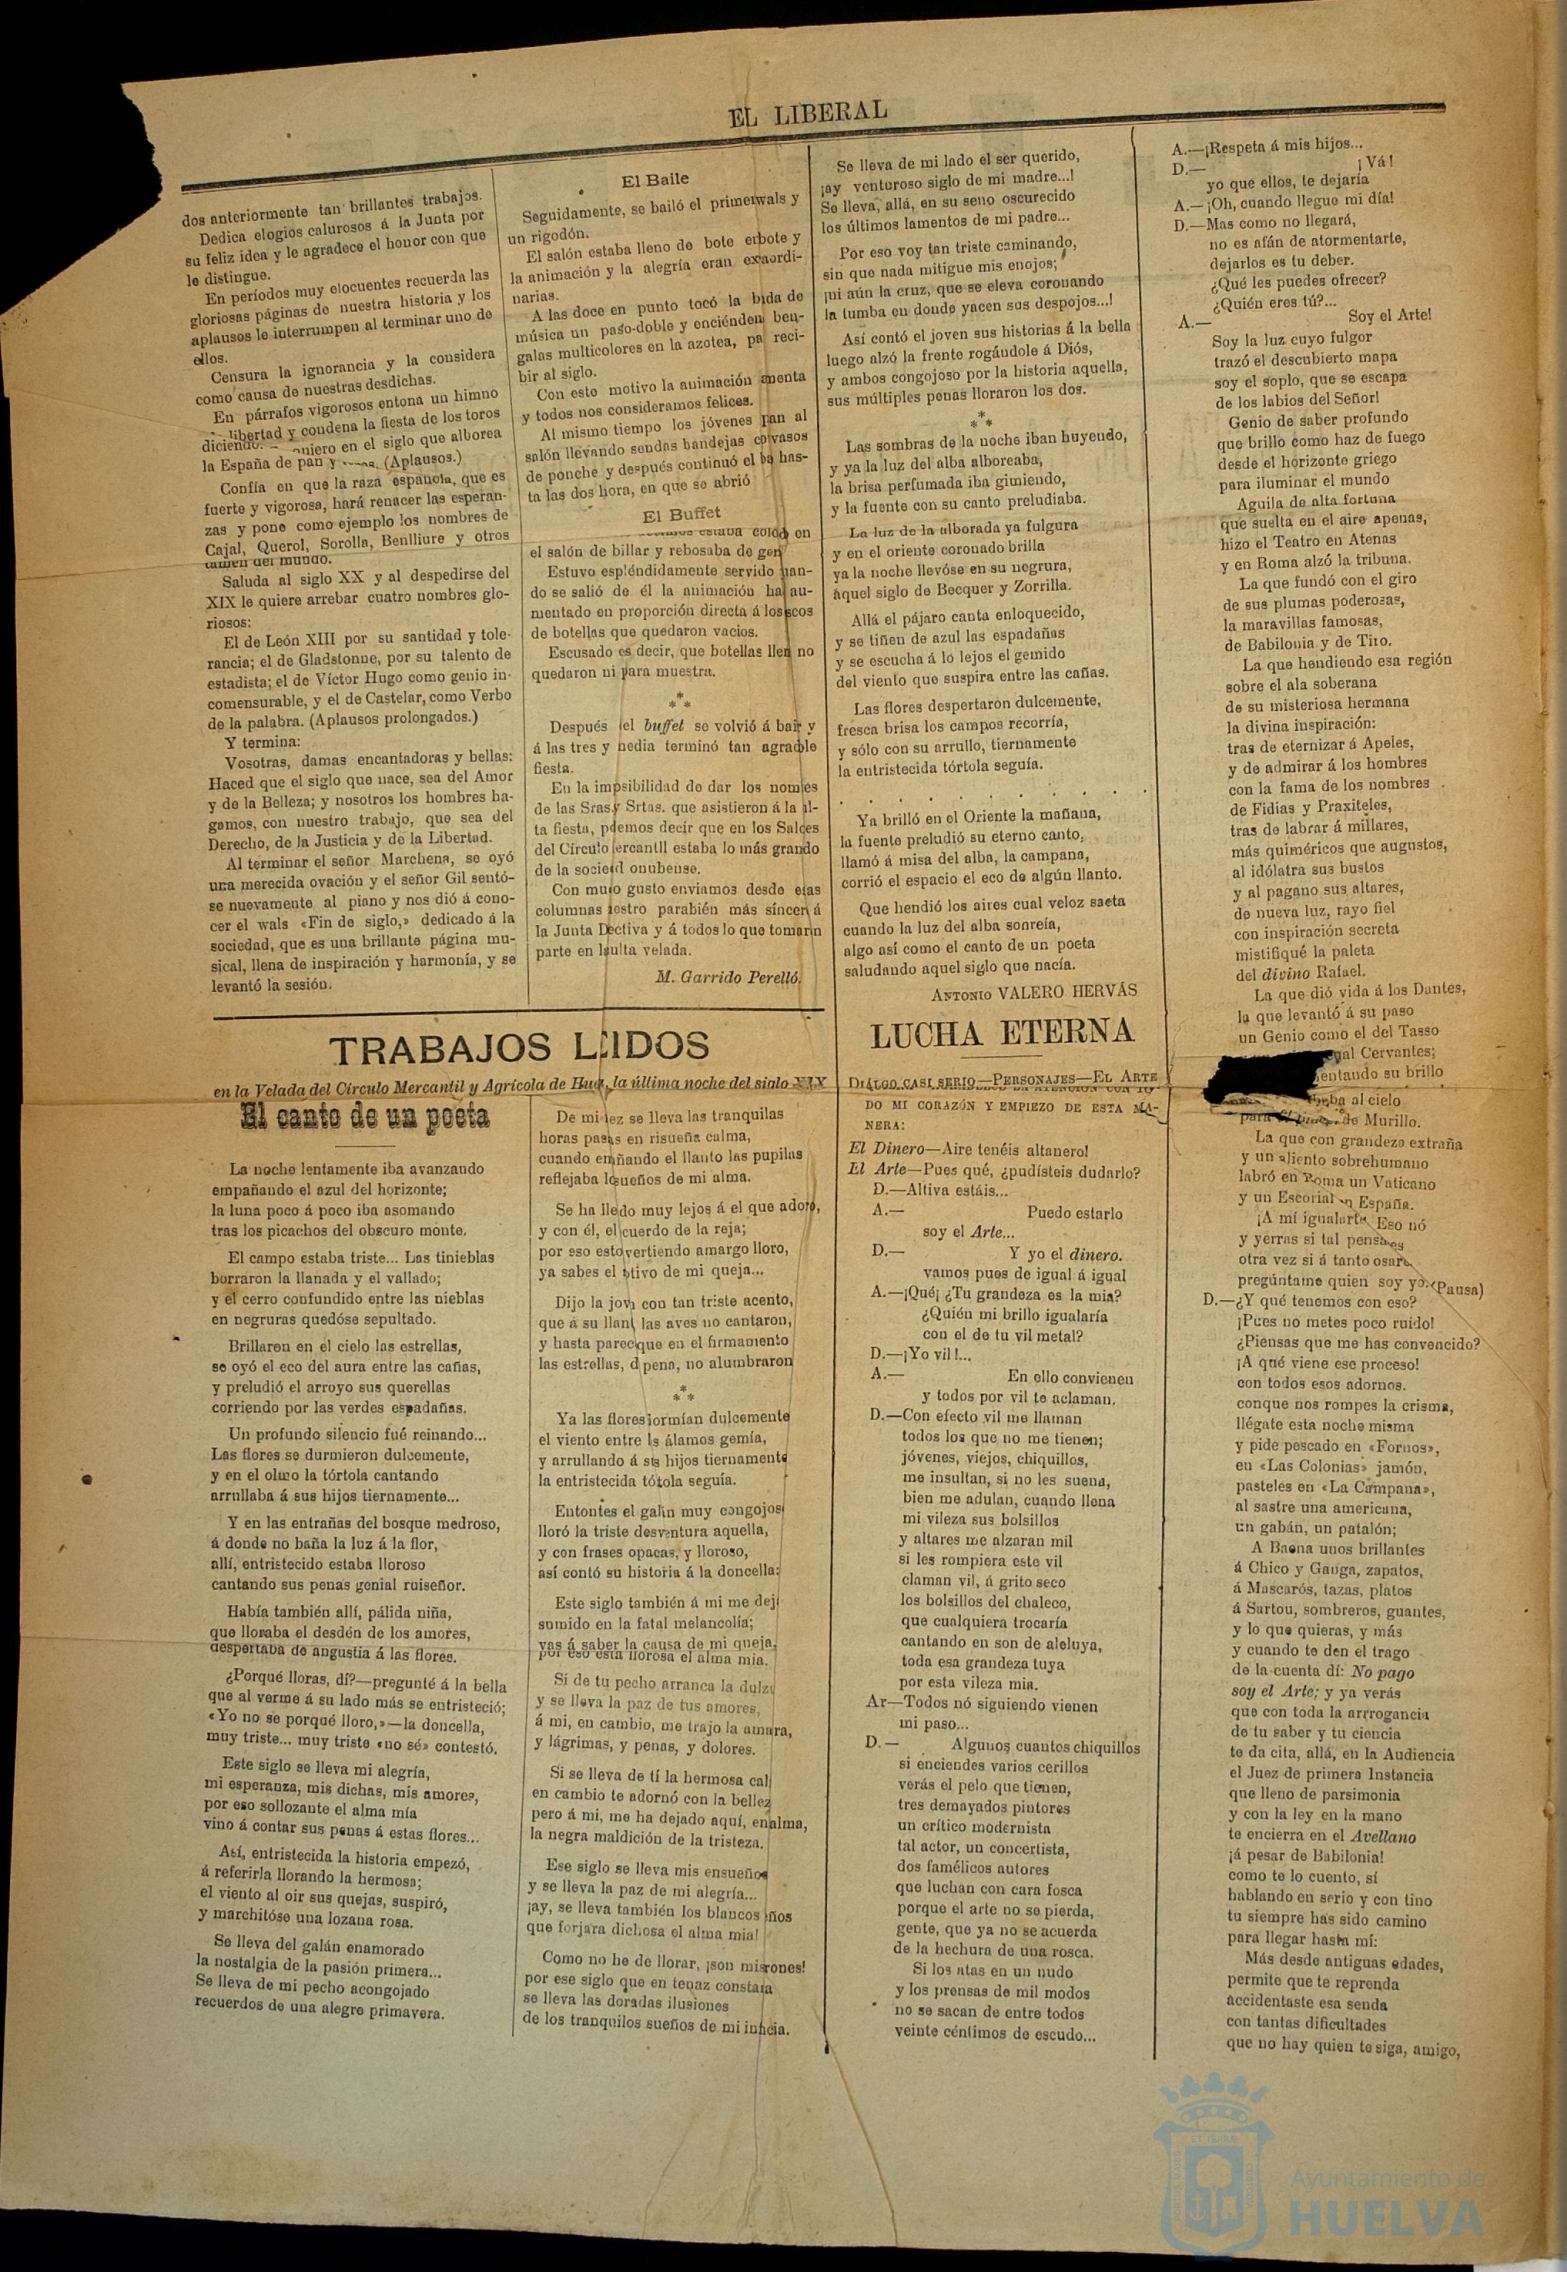 EL LIBERAL
dos anteriormente tan brillantes trabajos.
Dedica elogios calurosos á la Junta por
su feliz idea y le agradece el honor con que
le distingue.
En períodos muy elocuentes recuerda las
gloriosas páginas de nuestra historia y los
aplausos le interrumpen al terminar uno de
ellos.
Censura la ignorancia y la considera
como causa de nuestras desdichas.
En párrafos vigorosos entona un himno
libertad y condena la fiesta de los toros
diciendo: quiero en el siglo que alborea
la España de pan y (Aplausos.)
Confía en que la raza española, que es
fuerte y vigorosa, hará renacer las esperan-
zas y pone como ejemplo los nombres de
Cajal, Querol, Sorolla, Benlliure y otros
del mundo.
Saluda al siglo XX y al despedirse del
XIX le quiere arrebar cuatro nombres glo-
riosos:
El de León XIII por su santidad y tole-
rancia; el de Gladstonne, por su talento de
estadista; el de Víctor Hugo como genio in-
comensurable, y el de Castelar, como Verbo
de la palabra. (Aplausos prolongados.)
Y termina:
Vosotras, damas encantadoras y bellas:
Haced que el siglo que nace, sea del Amor
y de la Belleza; y nosotros los hombres ha-
gamos, con nuestro trabajo, que sea del
Derecho, de la Justicia y de la Libertad.
Al terminar el señor Marchena, se oyó
una merecida ovación y el señor Gil sentó-
se nuevamente al piano y nos dió á cono-
cer el wals «Fin de siglo,» dedicado á la
sociedad, que es una brillante página mu-
sical, llena de inspiración y harmonía, y se
levantó la sesión.
El Baile
Seguidamente, se bailó el primer wals y
un rigodón.
El salón estaba lleno de bote en bote y
la animación y la alegría eran extraordi-
narias.
A las doce en punto tocó la banda de
música un paso-doble y encienden ben-
galas multicolores en la azotea, para reci-
bir al siglo.
Con este motivo la animación aumenta
y todos nos consideramos felices.
Al mismo tiempo los jóvenes pasan al
salón llevando sendas bandejas con vasos
de ponche y después continuó el baile has-
ta las dos hora, en que se abrió
El Buffet
estaba colocado en
el salón de billar y rebosaba de gente
Estuvo espléndidamente servido y cuan-
do se salió de él la animación había au-
mentado en proporción directa á los cascos
de botellas que quedaron vacios.
Escusado es decir, que botellas llenas no
quedaron ni para muestra.
***
Después del buffet se volvió á bailar y
á las tres y media terminó tan agradable
fiesta.
En la imposibilidad de dar los nombres
de las Sras. y Srtas. que asistieron á la cul-
ta fiesta, podemos decir que en los Salones
del Círculo Mercantil estaba lo más grande
de la sociedad onubense.
Con mucho gusto enviamos desde estas
columnas nuestro parabién más sincero á
la Junta Directiva y á todos lo que tomaron
parte en la culta velada.
M. Garrido Perelló.
TRABAJOS LEIDOS
en la Velada del Círculo Mercantil y Agrícola de Huelva, la última noche del siglo XIX
El canto de un poeta
La noche lentamente iba avanzando
empañando el azul del horizonte;
la luna poco á poco iba asomando
tras los picachos del obscuro monte.
El campo estaba triste... Las tinieblas
borraron la llanada y el vallado;
y el cerro confundido entre las nieblas
en negruras quedóse sepultado.
Brillaron en el cielo las estrellas,
se oyó el eco del aura entre las cañas,
y preludió el arroyo sus querellas
corriendo por las verdes espadañas.
Un profundo silencio fué reinando...
Las flores se durmieron dulcemente,
y en el olmo la tórtola cantando
arrullaba á sus hijos tiernamente...
Y en las entrañas del bosque medroso,
á donde no baña la luz á la flor,
allí, entristecido estaba lloroso
cantando sus penas genial ruiseñor.
Había también allí, pálida niña,
que lloraba el desdén de los amores,
despertaba de angustia á las flores.
¿Porqué lloras, dí?—pregunté á la bella
que al verme á su lado más se entristeció;
«Yo no se porqué lloro,»—la doncella,
muy triste... muy triste «no sé» contestó.
Este siglo se lleva mi alegría,
mi esperanza, mis dichas, mis amores,
por eso sollozante el alma mía
vino á contar sus penas á estas flores...
Así, entristecida la historia empezó,
á referirla llorando la hermosa;
el viento al oir sus quejas, suspiró,
y marchitóse una lozana rosa.
Se lleva del galán enamorado
la nostalgia de la pasión primera...
Se lleva de mi pecho acongojado
recuerdos de una alegre primavera.
De mi tez se lleva las tranquilas
horas pasadas en risueña calma,
cuando empañando el llanto las pupilas
reflejaba los sueños de mi alma.
Se ha llevado muy lejos á el que adoro,
y con él, el recuerdo de la reja;
por eso estoy vertiendo amargo lloro,
ya sabes el motivo de mi queja...
Dijo la joven con tan triste acento,
que á su llanto las aves no cantaron,
y hasta parece que en el firmamento
las estrellas, de pena, no alumbraron
***
Ya las flores dormían dulcemente
el viento entre los álamos gemía,
y arrullando á sus hijos tiernamente
la entristecida tórtola seguía.
Entontes el galán muy congojoso
lloró la triste desventura aquella,
y con frases opacas, y lloroso,
así contó su historia á la doncella:
Este siglo también á mi me deja
sumido en la fatal melancolía;
vas á saber la causa de mi queja,
por eso está llorosa el alma mia.
Si de tu pecho arranca la dulzura
y se lleva la paz de tus amores,
á mi, en cambio, me trajo la amara,
y lágrimas, y penas, y dolores.
Si se lleva de tí la hermosa calma
en cambio te adornó con la belleza
pero á mi, me ha dejado aquí, en alma,
la negra maldición de la tristeza.
Ese siglo se lleva mis ensueños
y se lleva la paz de mi alegría...
¡ay, se lleva también los blancos sueños
que forjara dichosa el alma mia!
Como no he de llorar, ¡son mis razones!
por ese siglo que en tenaz constancia
se lleva las doradas ilusiones
de los tranquilos sueños de mi infancia.
Se lleva de mi lado el ser querido,
¡ay venturoso siglo de mi madre...!
Se lleva, allá, en su seno oscurecido
los últimos lamentos de mi padre...
Por eso voy tan triste caminando,
sin que nada mitigue mis enojos;
¡ni aún la cruz, que se eleva coronando
la tumba en donde yacen sus despojos...!
Así contó el joven sus historias á la bella
luego alzó la frente rogándole á Diós,
y ambos congojoso por la historia aquella,
sus múltiples penas lloraron los dos.
***
Las sombras de la noche iban huyendo,
y ya la luz del alba alboreaba,
la brisa perfumada iba gimiendo,
y la fuente con su canto preludiaba.
La luz de la alborada ya fulgura
y en el oriente coronado brilla
ya la noche llevóse en su negrura,
aquel siglo de Becquer y Zorrilla.
Allá el pájaro canta enloquecido,
y se tiñen de azul las espadañas
y se escucha á lo lejos el gemido
del viento que suspira entre las cañas.
Las flores despertaron dulcemente,
fresca brisa los campos recorría,
y sólo con su arrullo, tiernamente
la entristecida tórtola seguía.
. . . . . . . . . . .
Ya brilló en el Oriente la mañana,
la fuente preludió su eterno canto,
llamó á misa del alba, la campana,
corrió el espacio el eco de algún llanto.
Que hendió los aires cual veloz saeta
cuando la luz del alba sonreía,
algo así como el canto de un poeta
saludando aquel siglo que nacía.
ANTONIO VALERO HERVÁS
LUCHA ETERNA
DIÁLGO CASI SERIO—PERSONAJES—EL ARTE
DO MI CORAZÓN Y EMPIEZO DE ESTA MA-
NERA:
El Dinero—Aire tenéis altanero!
El Arte—Pues qué, ¿pudísteis dudarlo?
D.—Altiva estáis...
A.— Puedo estarlo
soy el Arte...
D.— Y yo el dinero.
vamos pues de igual á igual
A.—¡Qué¡ ¿Tu grandeza es la mia?
¿Quién mi brillo igualaría
con el de tu vil metal?
D.—¡Yo vil!...
A.— En ello convienen
y todos por vil te aclaman.
D.—Con efecto vil me llaman
todos los que no me tienen;
jóvenes, viejos, chiquillos,
me insultan, si no les suena,
bien me adulan, cuando llena
mi vileza sus bolsillos
y altares me alzaran mil
si les rompiera este vil
claman vil, á grito seco
los bolsillos del chaleco,
que cualquiera trocaría
cantando en son de aleluya,
toda esa grandeza tuya
por esta vileza mia.
Ar—Todos nó siguiendo vienen
mi paso...
D.— Algunos cuantos chiquillos
si enciendes varios cerillos
verás el pelo que tienen,
tres demayados pintores
un crítico modernista
tal actor, un concertista,
dos famélicos autores
que luchan con cara fosca
porque el arte no se pierda,
gente, que ya no se acuerda
de la hechura de una rosca.
Si los atas en un nudo
y los prensas de mil modos
no se sacan de entre todos
veinte céntimos de escudo...
A.—¡Respeta á mis hijos...
D.— ¡Vá!
yo que ellos, te dejaría
A.—¡Oh, cuando llegue mi día!
D.—Mas como no llegará,
no es afán de atormentarte,
dejarlos es tu deber.
¿Qué les puedes ofrecer?
¿Quién eres tú?...
A.— Soy el Arte!
Soy la luz cuyo fulgor
trazó el descubierto mapa
soy el soplo, que se escapa
de los labios del Señor!
Genio de saber profundo
que brillo como haz de fuego
desde el horizonte griego
para iluminar el mundo
Aguila de alta fortuna
que suelta en el aire apenas,
hizo el Teatro en Atenas
y en Roma alzó la tribuna.
La que fundó con el giro
de sus plumas poderosas,
la maravillas famosas,
de Babilonia y de Tiro.
La que hendiendo esa región
sobre el ala soberana
de su misteriosa hermana
la divina inspiración:
tras de eternizar á Apeles,
y de admirar á los hombres
con la fama de los nombres
de Fidias y Praxiteles,
tras de labrar á millares,
más quiméricos que augustos,
al idólatra sus bustos
y al pagano sus altares,
de nueva luz, rayo fiel
con inspiración secreta
mistifiqué la paleta
del divino Rafael.
La que dió vida á los Dantes,
la que levantó á su paso
un Genio como el del Tasso
Cervantes;
su brillo
al cielo
para de Murillo.
La que con grandeza extraña
y un aliento sobrehumano
labró en Roma un Vaticano
y un Escorial en España.
¡A mí igualarte Eso nó
y yerras si tal pensares
otra vez si á tanto osare
pregúntame quien soy yo. (Pausa)
D.—¿Y qué tenemos con eso?
¡Pues no metes poco ruido!
¿Piensas que me has convencido?
¡A qué viene ese proceso!
con todos esos adornos.
conque nos rompes la crisma,
llégate esta noche misma
y pide pescado en «Fornos»,
en «Las Colonias» jamón,
pasteles en «La Campana»,
al sastre una americana,
un gabán, un patalón;
A Baena unos brillantes
á Chico y Ganga, zapatos,
á Mascarós, tazas, platos
á Sartou, sombreros, guantes,
y lo que quieras, y más
y cuando te den el trago
de la cuenta dí: No pago
soy el Arte; y ya verás
que con toda la arrrogancia
de tu saber y tu ciencia
te da cita, allá, en la Audiencia
el Juez de primera Instancia
que lleno de parsimonia
y con la ley en la mano
te encierra en el Avellano
¡á pesar de Babilonia!
como te lo cuento, sí
hablando en serio y con tino
tu siempre has sido camino
para llegar hasta mí:
Más desde antiguas edades,
permite que te reprenda
accidentaste esa senda
con tantas dificultades
que no hay quien te siga, amigo,
Ayuntamiento de
HUELVA